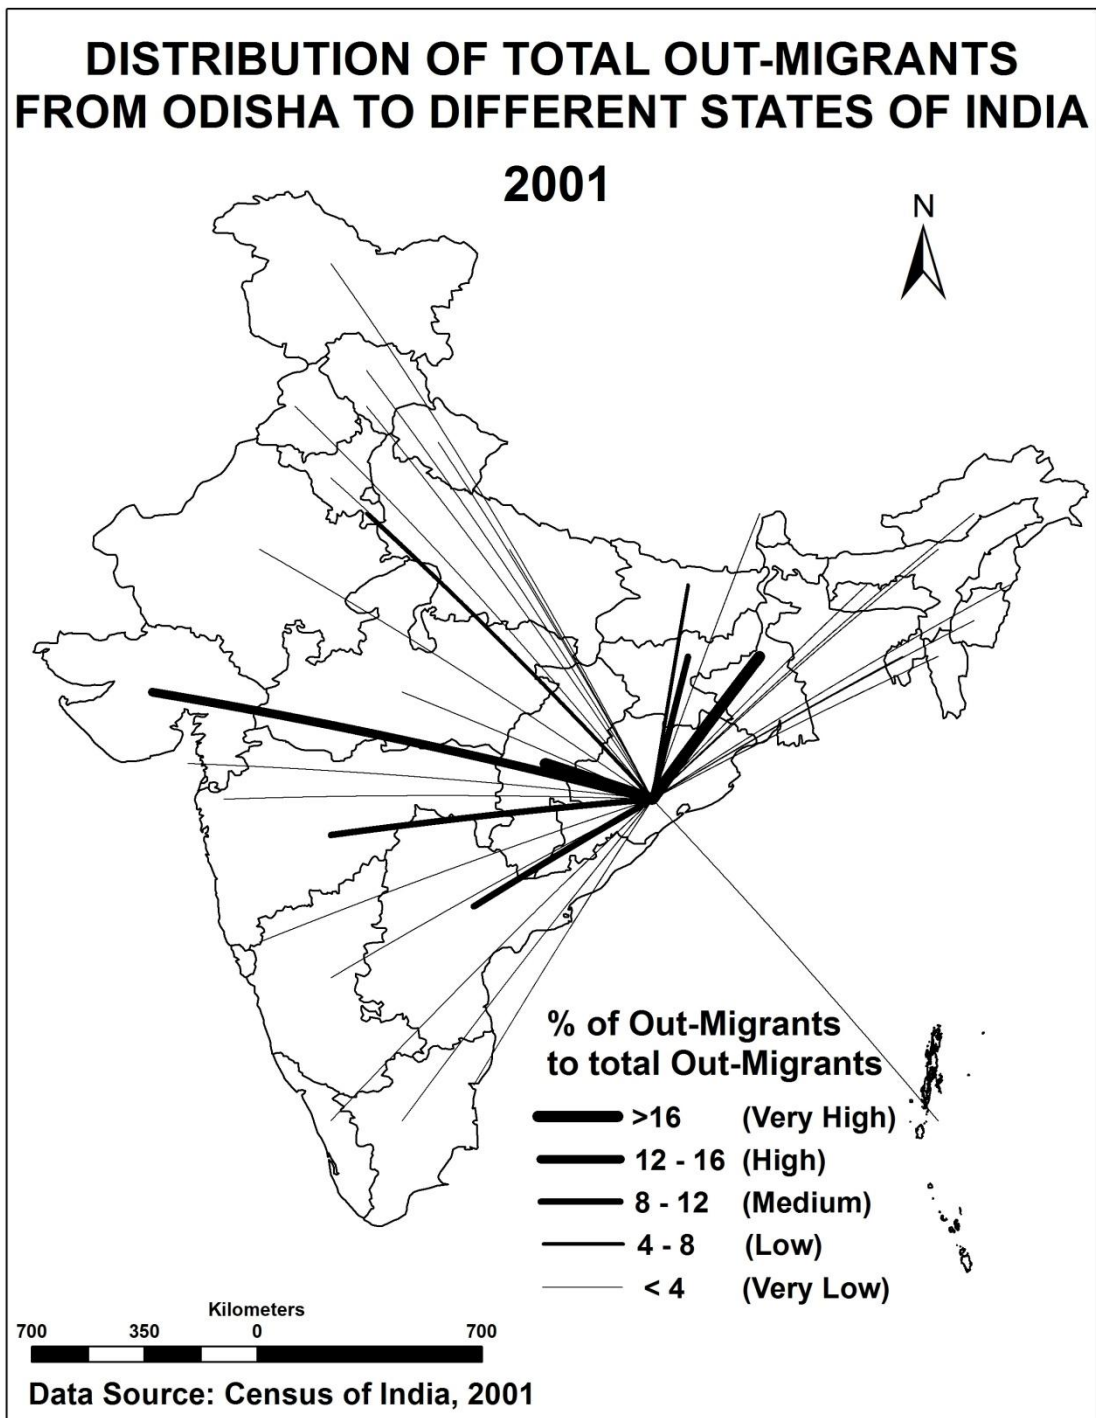 DISTRIBUTION OF TOTAL OUT-MIGRANTS
FROM ODISHA TO DIFFERENT STATES OF INDIA
2001
N
% of Out-Migrants
to total Out-Migrants
>16 (Very High)
12 - 16 (High)
8 - 12 (Medium)
4 - 8 (Low)
< 4 (Very Low)
Kilometers
700 350 0 700
Data Source: Census of India, 2001